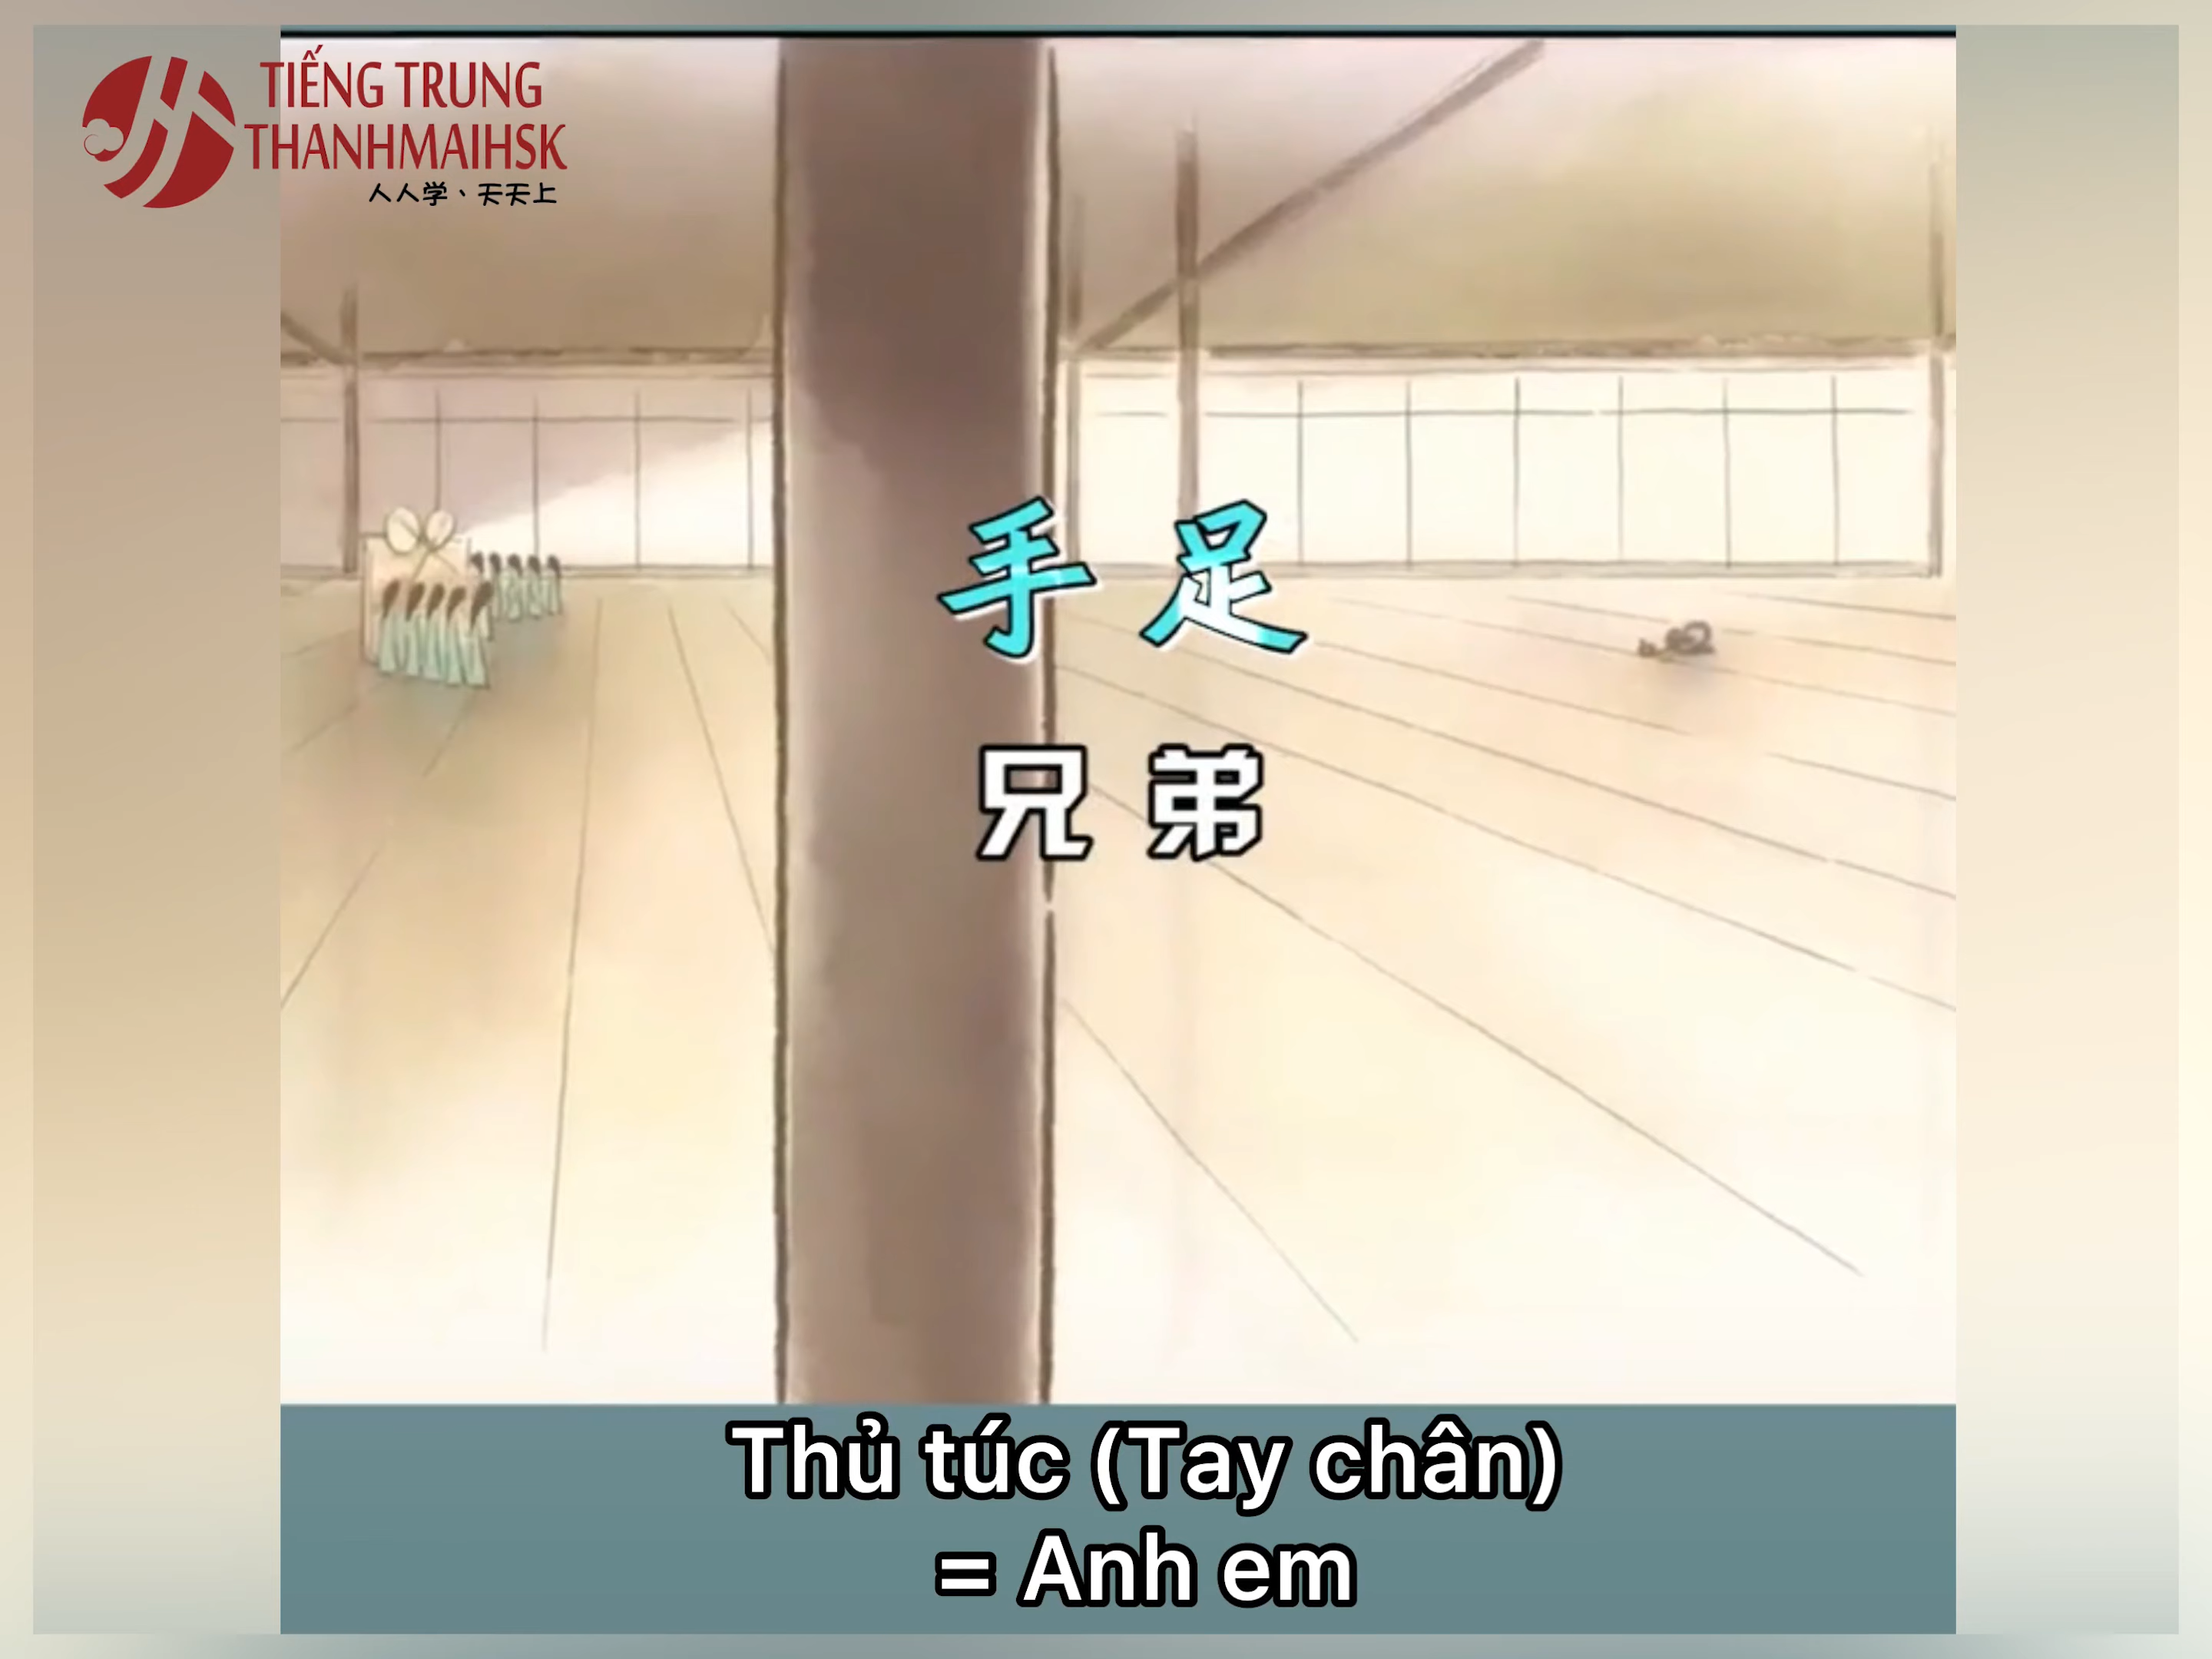 TIẾNG TRUNG
THANHMAIHSK
人人学、天天上
手足
兄弟
Thủ túc (Tay chân)
= Anh em